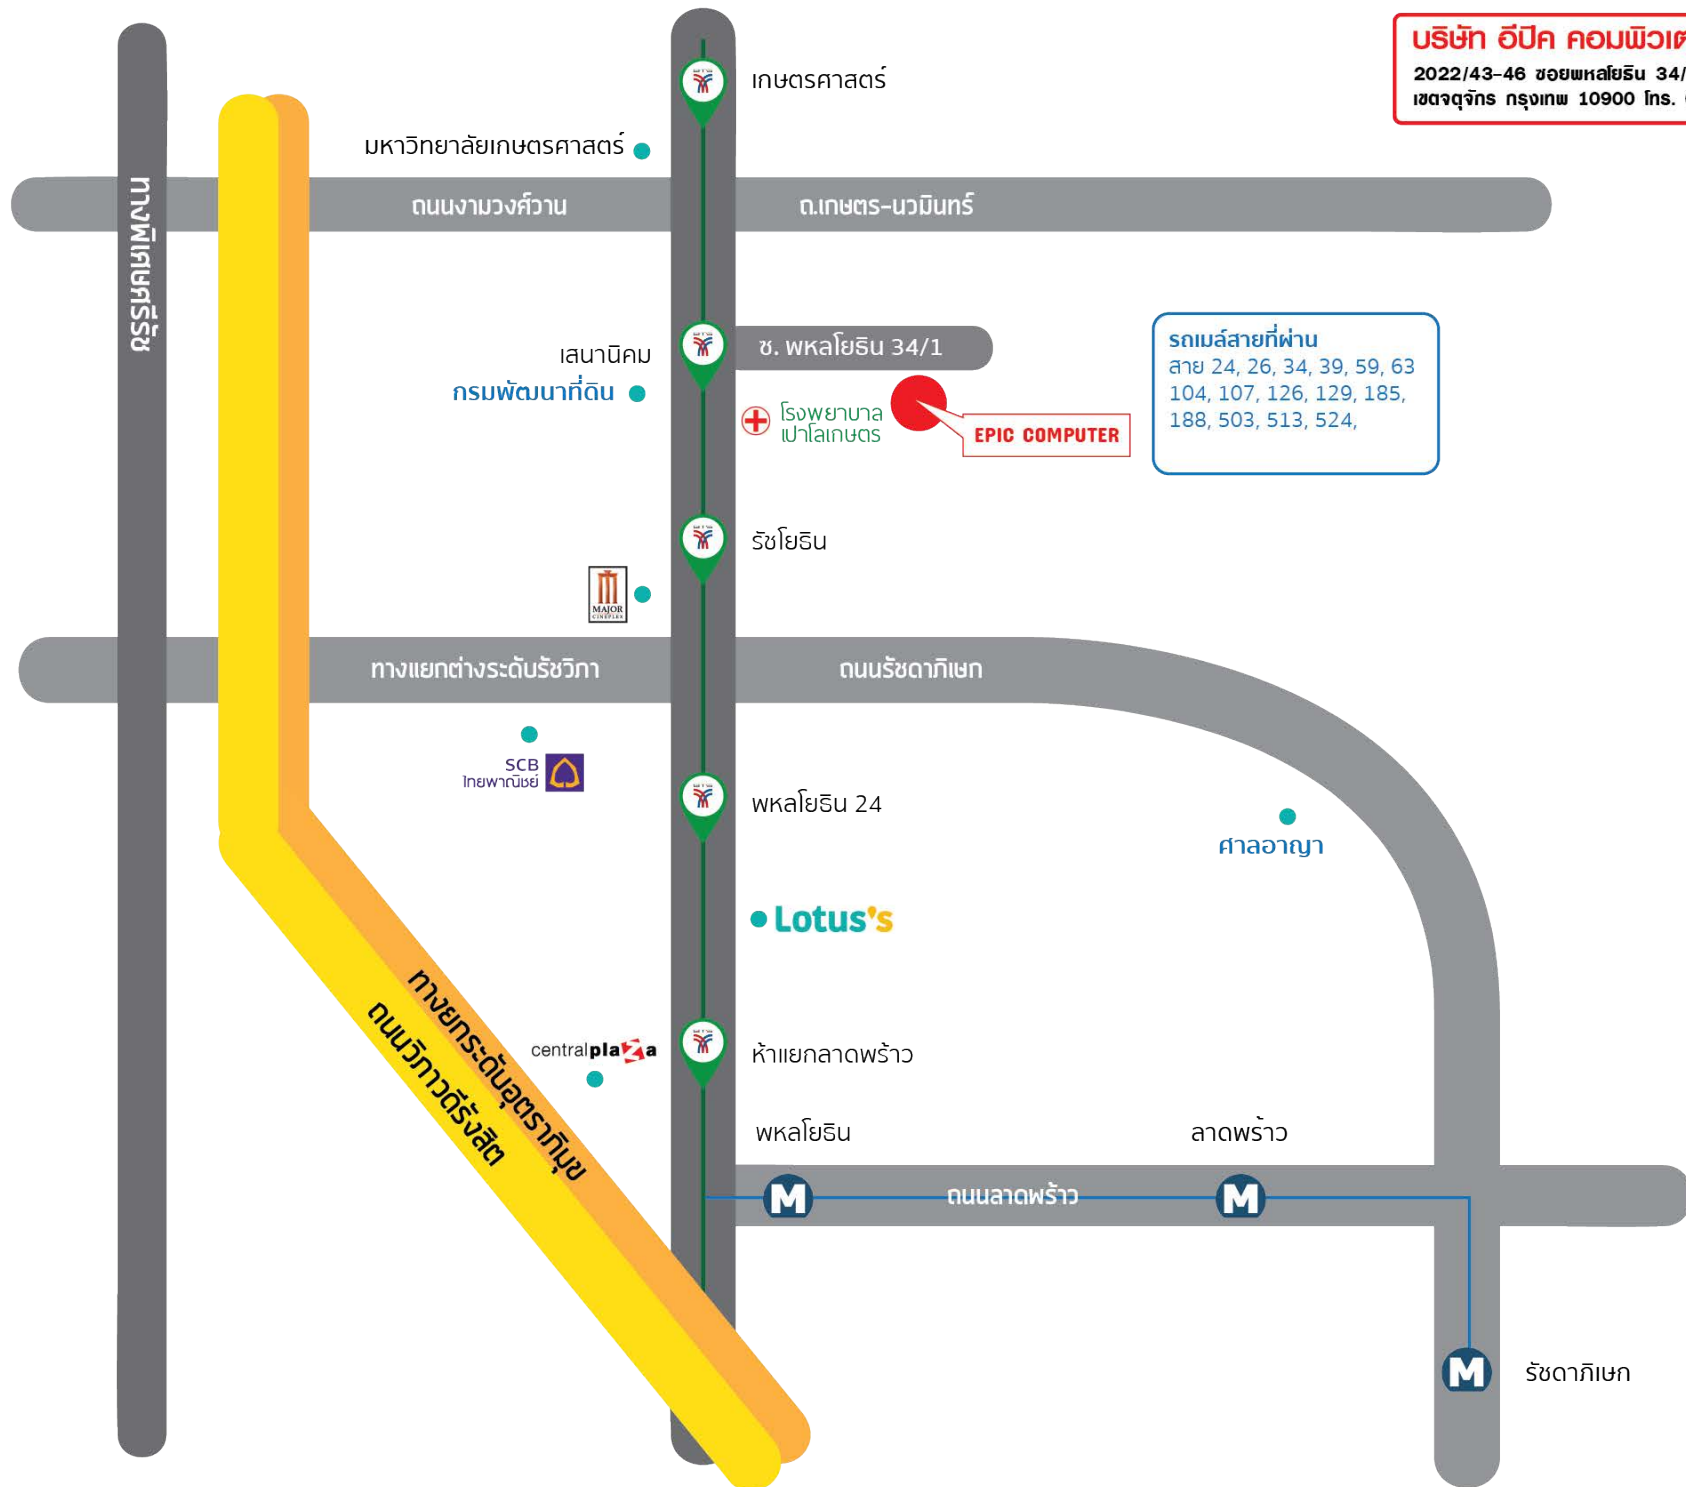 บริษัท อีปิค คอมพิวเต
2022/43-46 ซอยพหลโยธิน 34/
เขตจตุจักร กรุงเทพ 10900 โทร.
เกษตรศาสตร์
มหาวิทยาลัยเกษตรศาสตร์
ถนนงามวงศ์วาน
ถ.เกษตร-นวมินทร์
ทางพิเศษศรีรัช
ซ. พหลโยธิน 34/1
เสนานิคม
กรมพัฒนาที่ดิน
โรงพยาบาล
เปาโลเกษตร
EPIC COMPUTER
รถเมล์สายที่ผ่าน
สาย 24, 26, 34, 39, 59, 63
104, 107, 126, 129, 185,
188, 503, 513, 524,
รัชโยธิน
MAJOR
CINEPLEX
ทางแยกต่างระดับรัชวิภา
ถนนรัชดาภิเษก
SCB
ไทยพาณิชย์
พหลโยธิน 24
ศาลอาญา
Lotus's
ทางยกระดับอุตราภิมุข
ถนนวิภาวดีรังสิต
centralplaza
ห้าแยกลาดพร้าว
พหลโยธิน
ลาดพร้าว
M
ถนนลาดพร้าว
M
M
รัชดาภิเษก